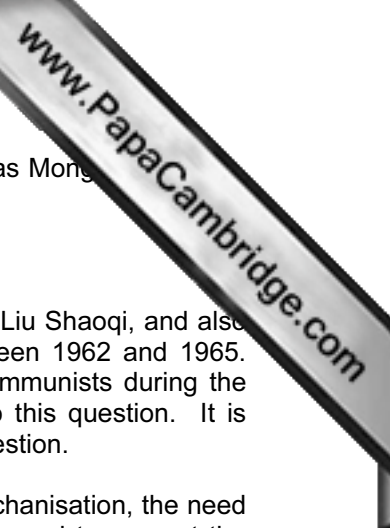 www.PapaCambridge.com
as Mong
Liu Shaoqi, and also
een 1962 and 1965.
mmunists during the
o this question. It is
estion.
chanisation, the need